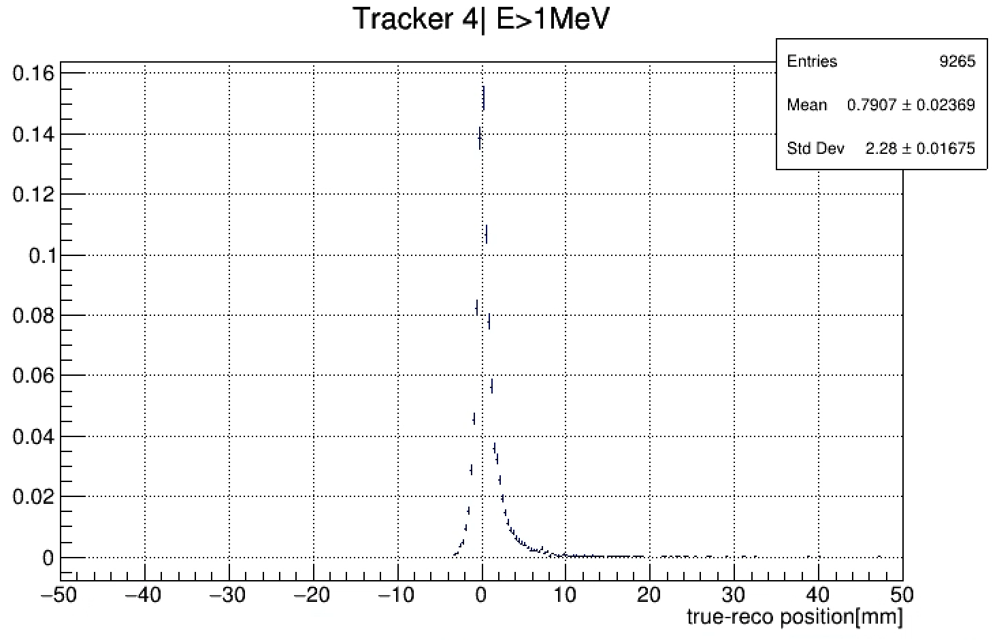 Tracker 4| E>1MeV
Entries 9265
Mean 0.7907 ± 0.02369
Std Dev 2.28 ± 0.01675
0.16
0.14
0.12
0.1
0.08
0.06
0.04
0.02
0
−50 −40 −30 −20 −10 0 10 20 30 40 50
true-reco position[mm]